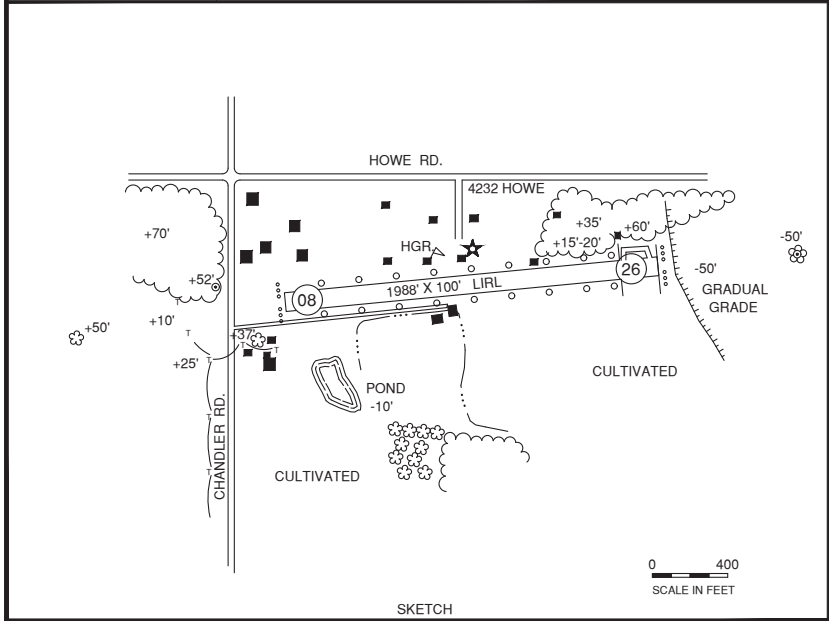 HOWE RD.
4232 HOWE
+70'
+35'
+60'
-50'
HGR.
+15'-20'
+52'
26
-50'
1988' X 100' LIRL
08
GRADUAL
GRADE
+10'
+50'
+37'
T
T
T
T
T
+25'
T
CULTIVATED
POND
-10'
CHANDLER RD.
T
CULTIVATED
0 400
SCALE IN FEET
SKETCH